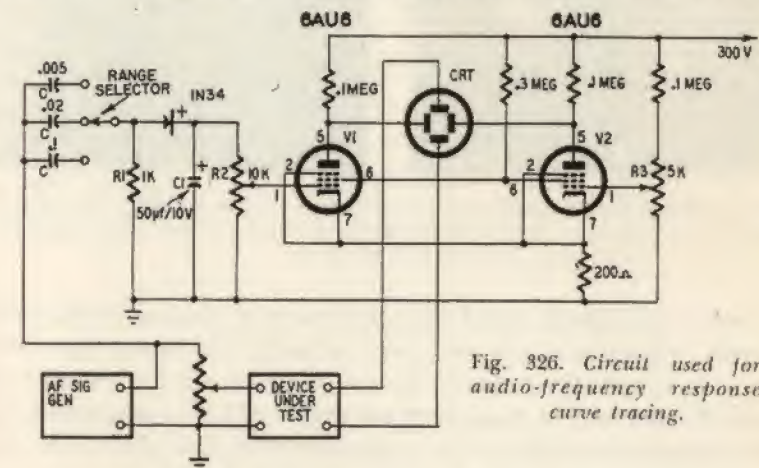 6AU6
6AU6
300 V
.005
C
RANGE
SELECTOR
.02
C
IN34
+
.1
C
R1
1K
C1
+
50μf/10V
R2
10K
.1MEG
CRT
.3 MEG
.1 MEG
.1 MEG
5
V1
2
1
6
7
5
V2
2
6
1
7
R3
5K
200Ω
AF SIG
GEN
DEVICE
UNDER
TEST
Fig. 326. Circuit used for
audio-frequency response
curve tracing.